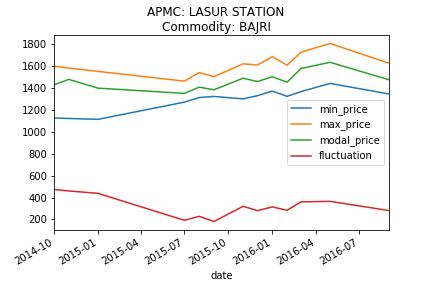 APMC: LASUR STATION
Commodity: BAJRI
1800
1600
1400
1200
1000
800
600
400
200
min_price
max_price
modal_price
fluctuation
2014-10
2015-01
2015-04
2015-07
2015-10
2016-01
2016-04
2016-07
date